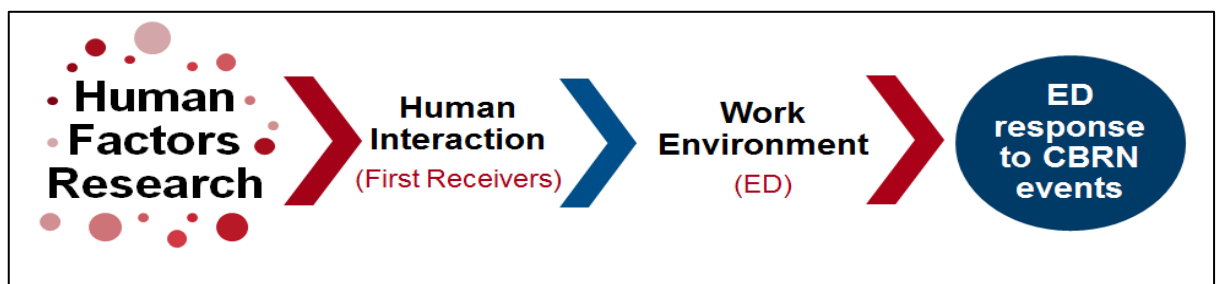 Human
Factors
Research
Human
Interaction
(First Receivers)
Work
Environment
(ED)
ED
response
to CBRN
events